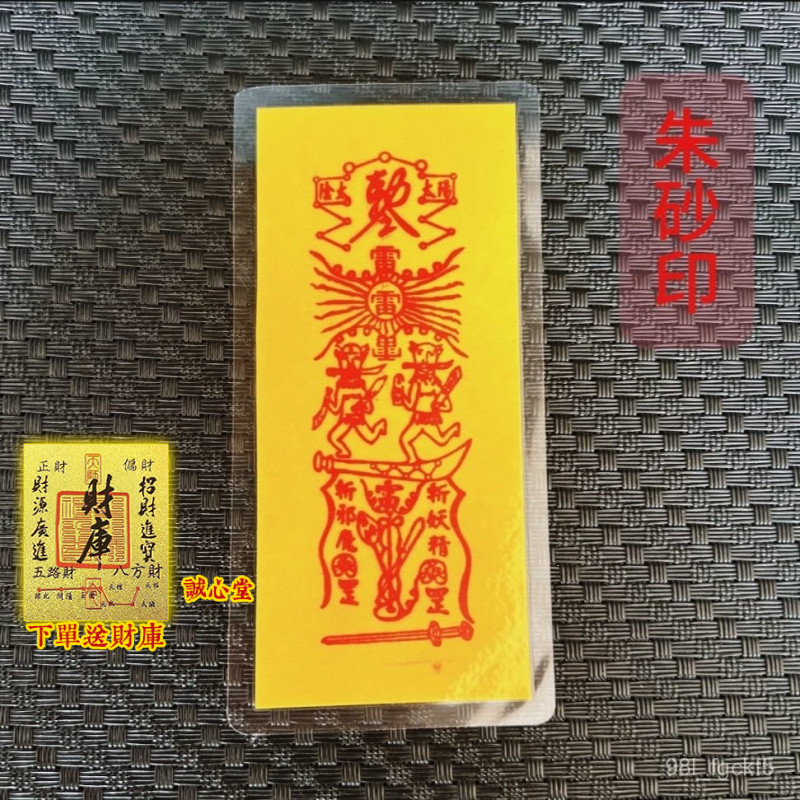 朱砂印
陰太
太陽
雷
雷
雷
斬妖精
罡
斬邪魔
罡
正財
偏財
招財進寶
財庫
財源廣進
五路財
八方財
誠心堂
下單送財庫